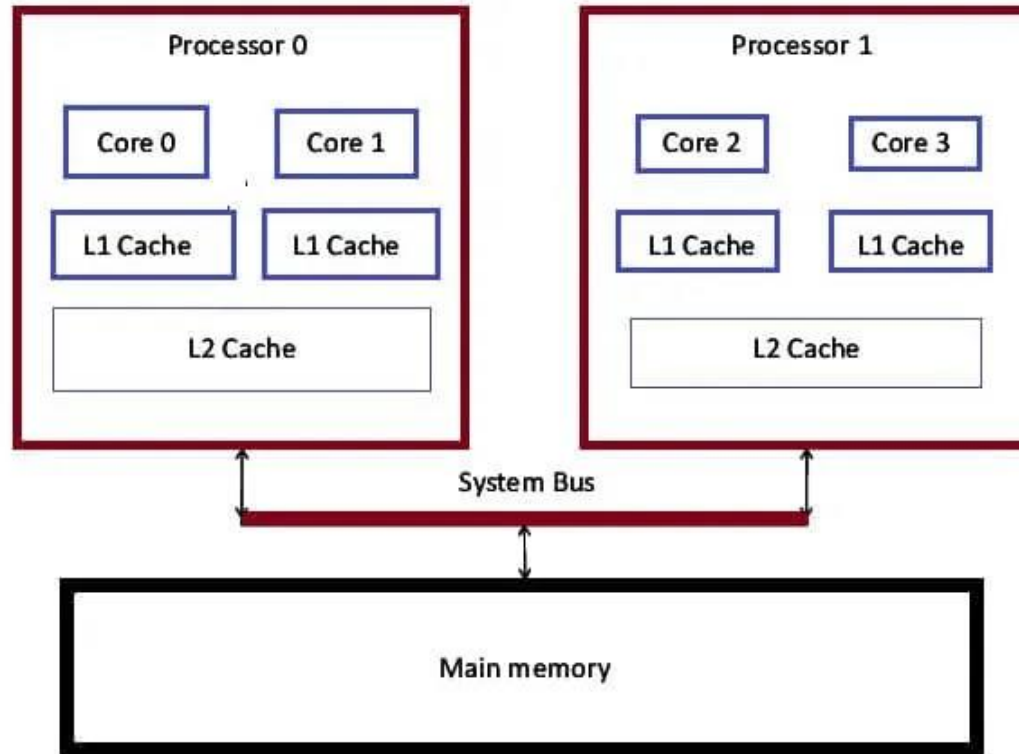 Processor 0
Processor 1
Core 0
Core 1
Core 2
Core 3
L1 Cache
L1 Cache
L1 Cache
L1 Cache
L2 Cache
L2 Cache
System Bus
Main memory